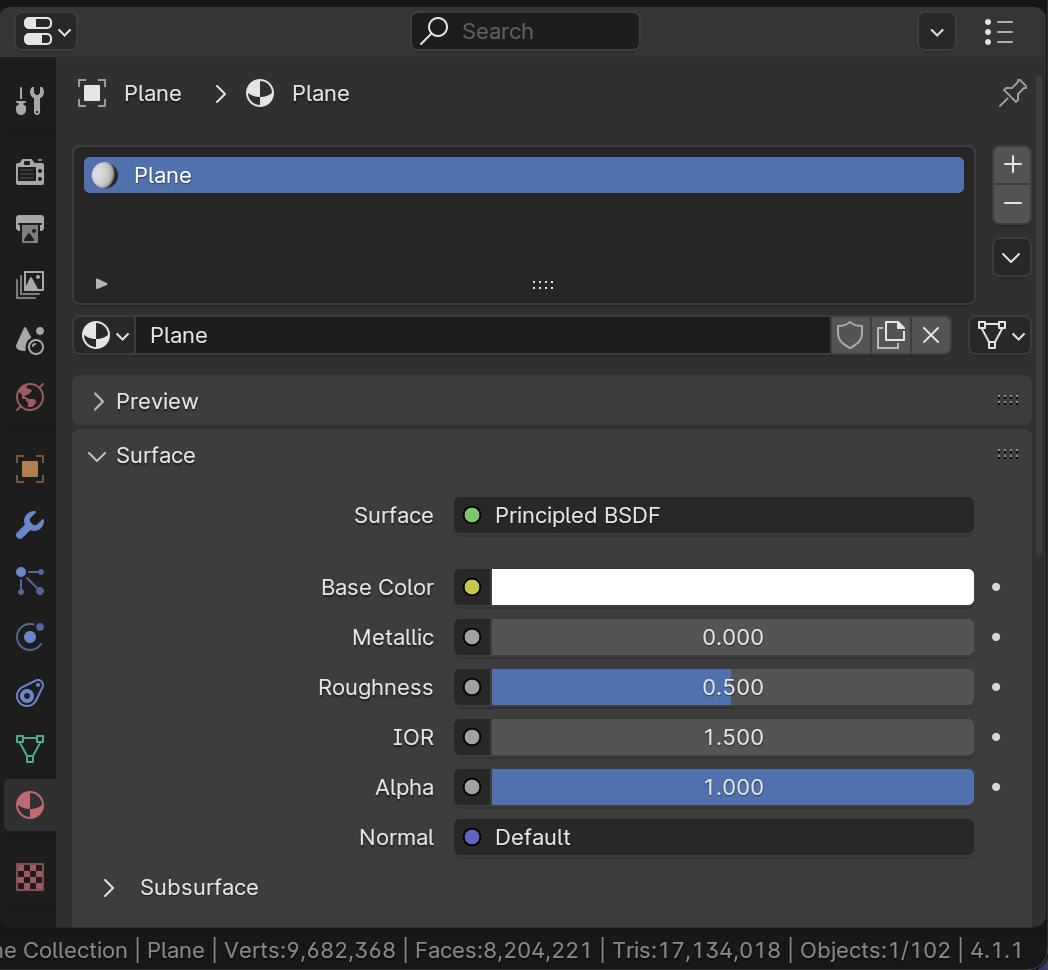 Search
Plane > Plane
Plane
Plane
Preview
Surface
Surface Principled BSDF
Base Color
Metallic 0.000
Roughness 0.500
IOR 1.500
Alpha 1.000
Normal Default
Subsurface
ne Collection | Plane | Verts:9,682,368 | Faces:8,204,221 | Tris:17,134,018 | Objects:1/102 | 4.1.1